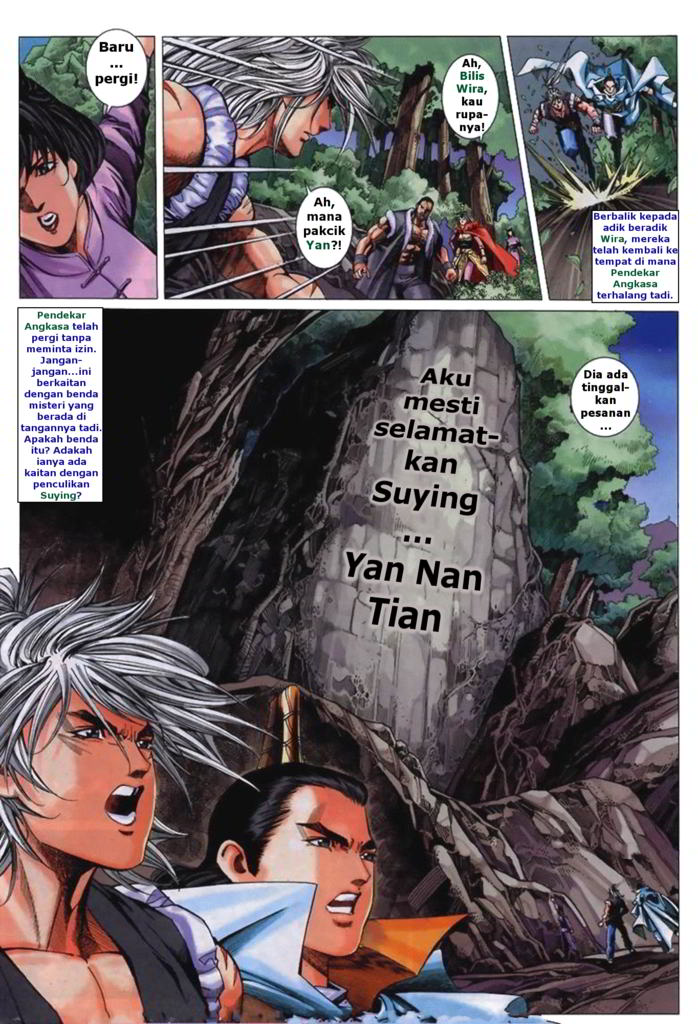 Baru
...
pergi!
Ah,
Bilis
Wira,
kau
rupa-
nya!
Ah,
mana
pakcik
Yan?!
Berbalik kepada
adik beradik
Wira, mereka
telah kembali ke
tempat di mana
Pendekar
Angkasa
terhalang tadi.
Pendekar
Angkasa telah
pergi tanpa
meminta izin.
Jangan-
jangan...ini
berkaitan
dengan benda
misteri yang
berada di
tangannya tadi.
Apakah benda
itu? Adakah
ianya ada
kaitan dengan
penculikan
Suying?
Dia ada
tinggal-
kan
pesanan
...
Aku
mesti
selamat-
kan
Suying
...
Yan Nan
Tian